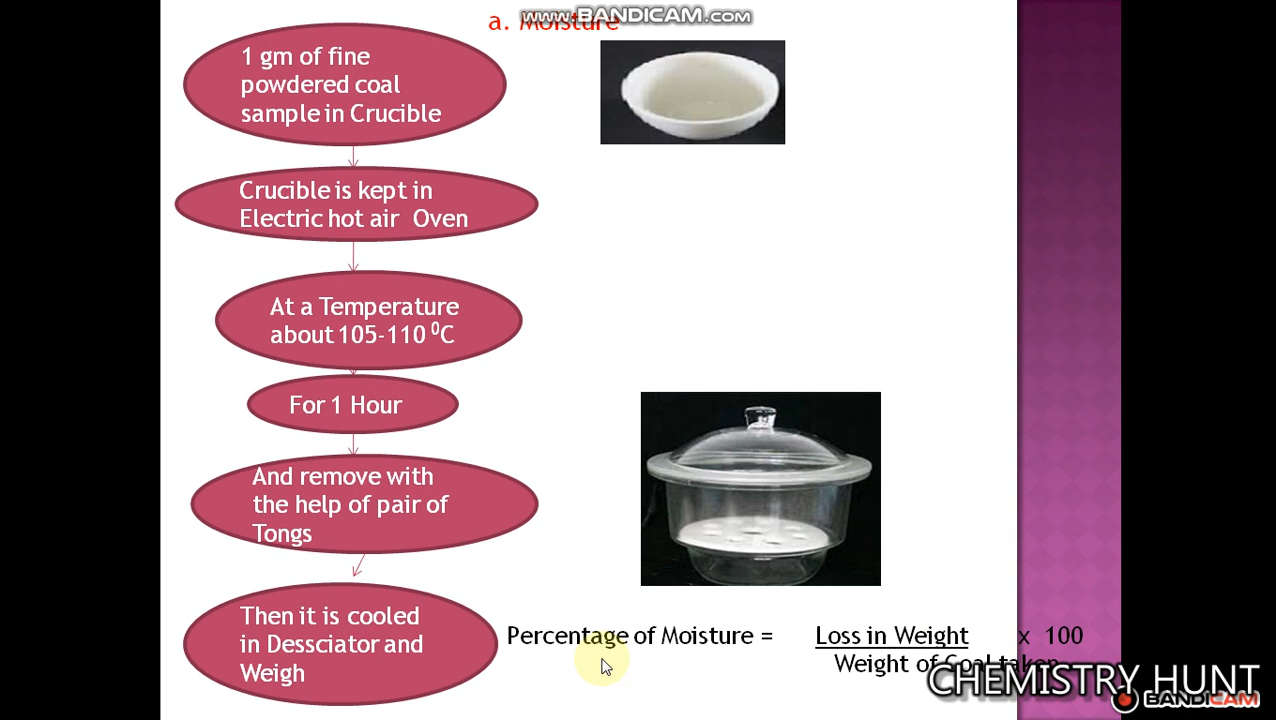 www.BANDICAM.com
a. Moisture
1 gm of fine
powdered coal
sample in Crucible
Crucible is kept in
Electric hot air Oven
At a Temperature
about 105-110 ⁰C
For 1 Hour
And remove with
the help of pair of
Tongs
Then it is cooled
in Dessciator and
Weigh
Percentage of Moisture = Loss in Weight x 100
Weight of Coal taken
CHEMISTRY HUNT
BANDICAM